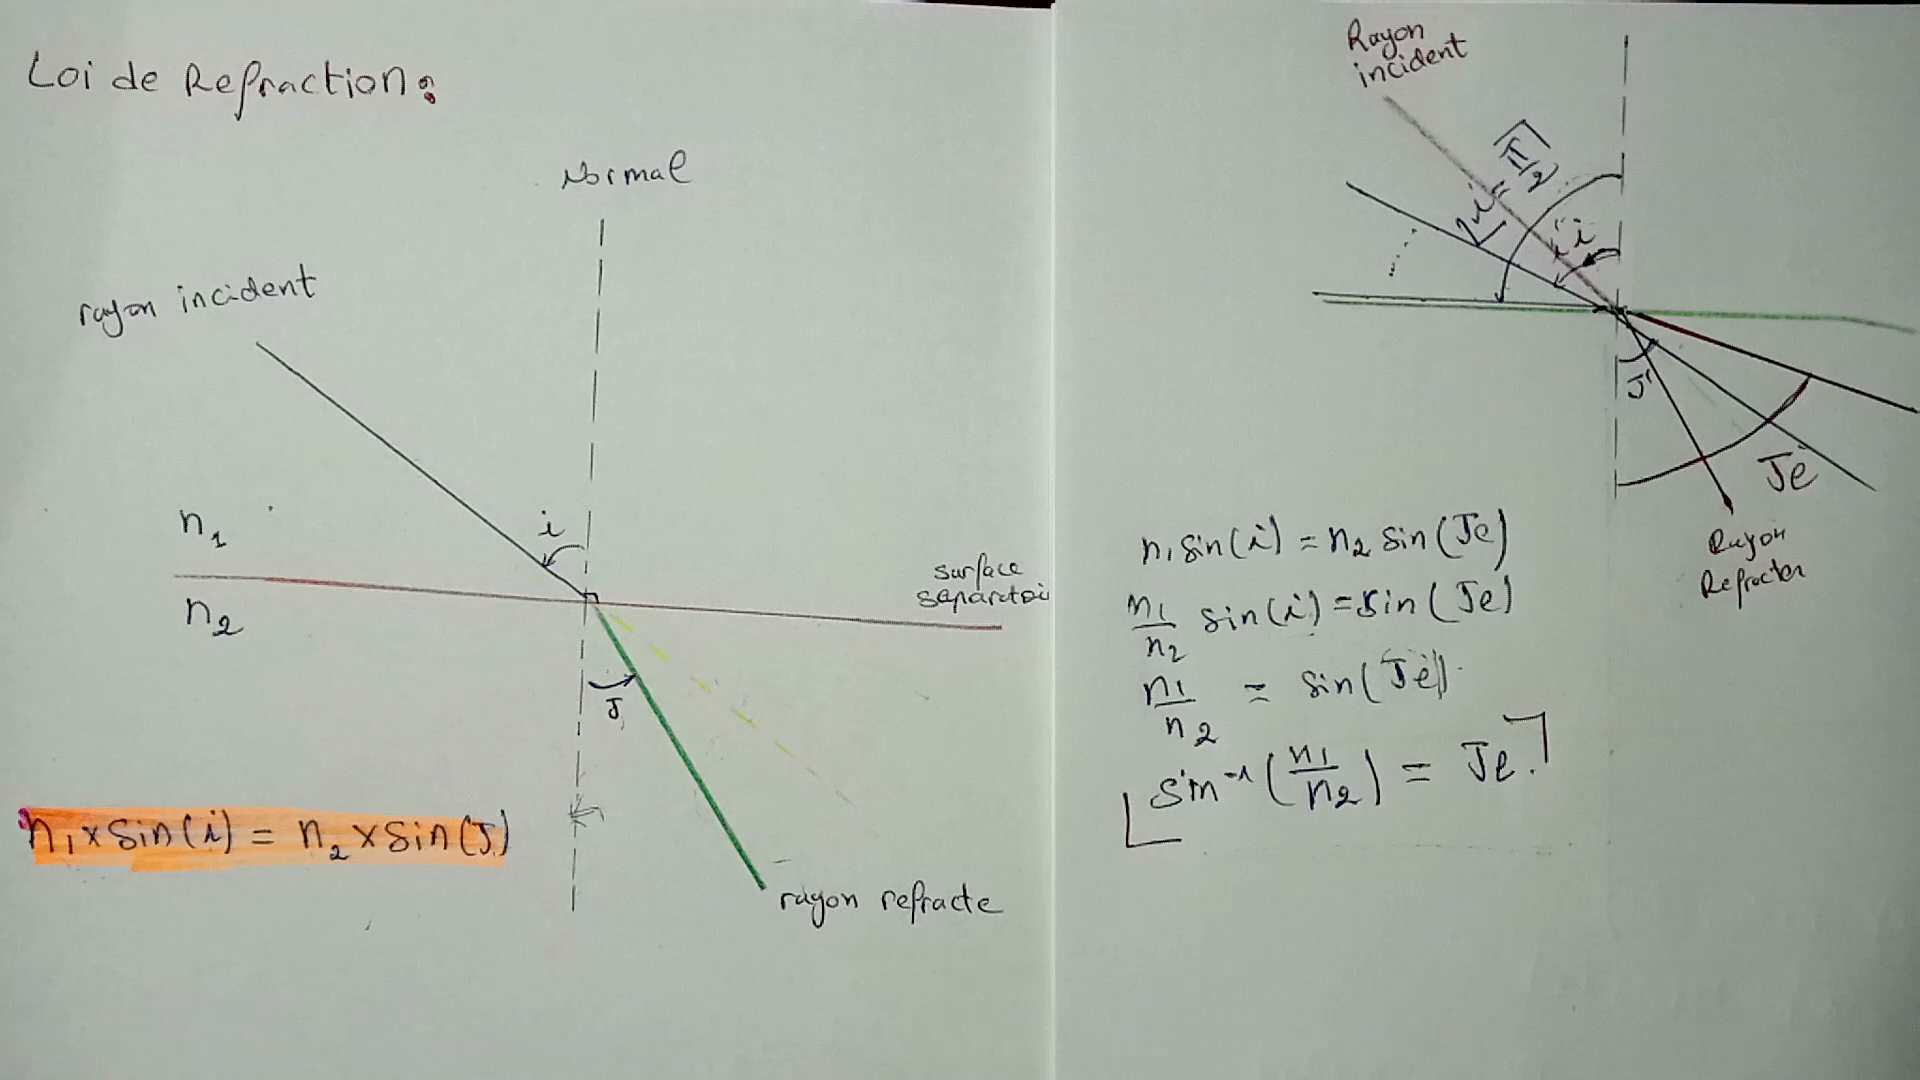 Loi de Refraction:
Normal
rayon incident
i
n1
n2
surface
J
n1 x sin(i) = n2 x sin(J)
rayon refracte
Rayon
incident
i = π/2
i
J
Je
Rayon
n1 sin(i) = n2 sin(Je)
n1/n2 sin(i) = sin(Je)
n1/n2 = sin(Je)
sin⁻¹(n1/n2) = Je.